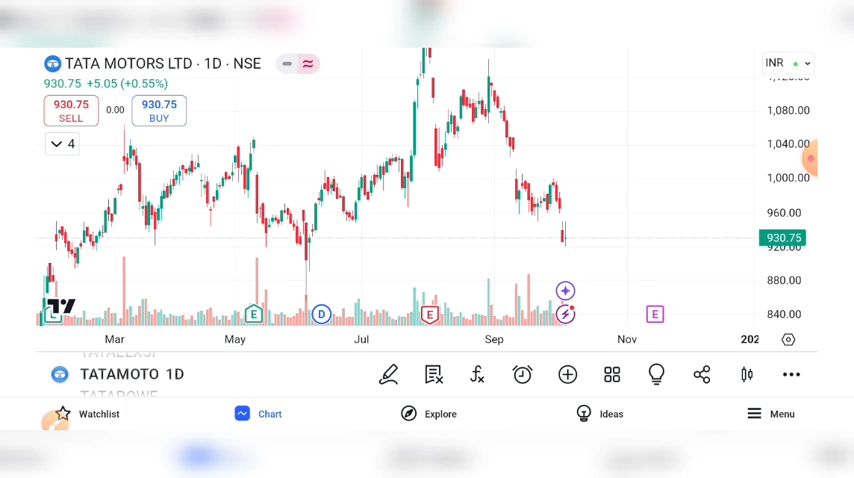 TATA MOTORS LTD · 1D · NSE
INR
930.75 +5.05 (+0.55%)
930.75 0.00 930.75
SELL BUY
4
1,080.00
1,040.00
1,000.00
960.00
930.75
920.00
880.00
840.00
E E D E E
Mar May Jul Sep Nov 202
TATAMOTO 1D
Watchlist Chart Explore Ideas Menu